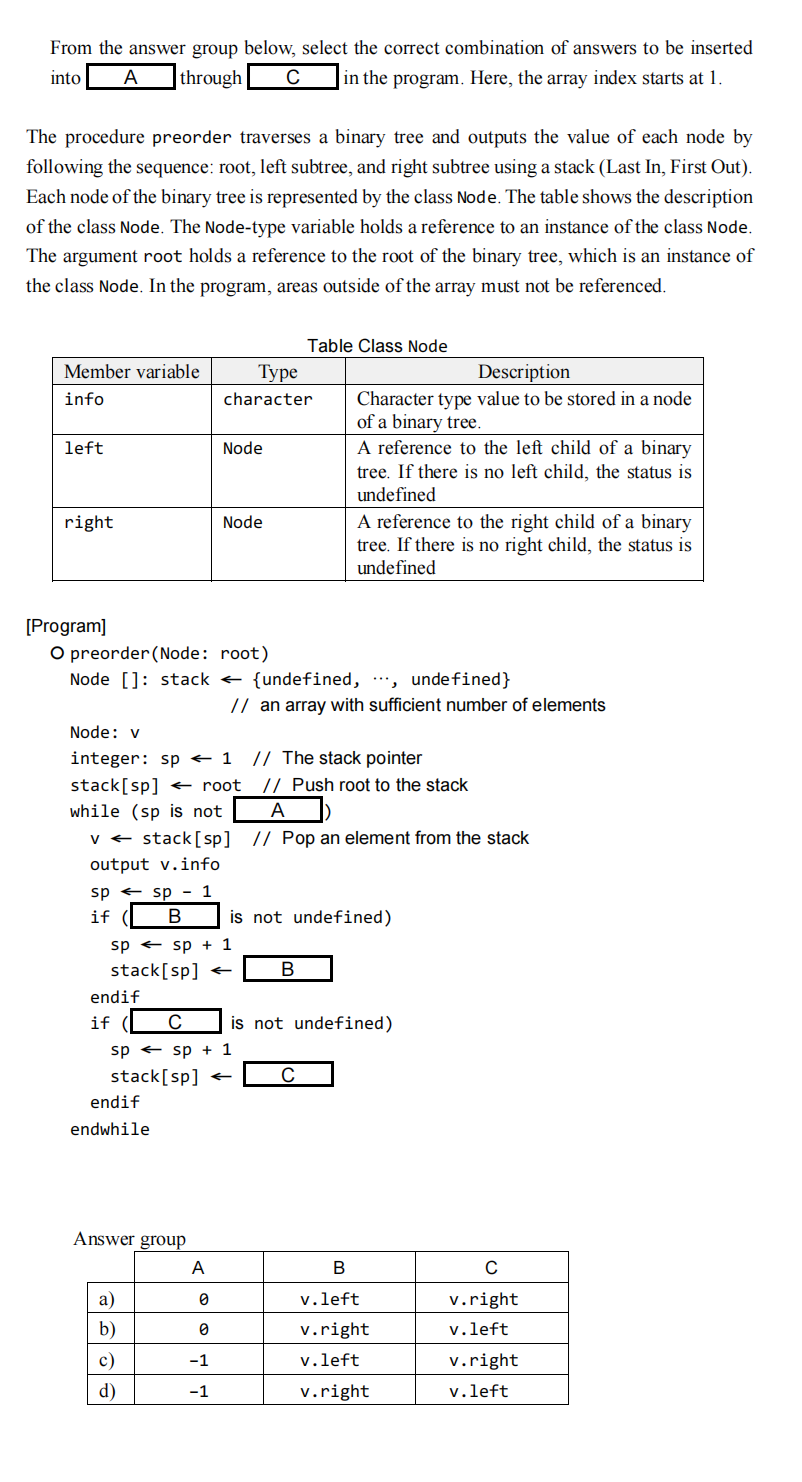 From the answer group below, select the correct combination of answers to be inserted
into A through C in the program. Here, the array index starts at 1.
The procedure preorder traverses a binary tree and outputs the value of each node by
following the sequence: root, left subtree, and right subtree using a stack (Last In, First Out).
Each node of the binary tree is represented by the class Node. The table shows the description
of the class Node. The Node-type variable holds a reference to an instance of the class Node.
The argument root holds a reference to the root of the binary tree, which is an instance of
the class Node. In the program, areas outside of the array must not be referenced.
Table Class Node
Member variable Type Description
info character Character type value to be stored in a node
of a binary tree.
left Node A reference to the left child of a binary
tree. If there is no left child, the status is
undefined
right Node A reference to the right child of a binary
tree. If there is no right child, the status is
undefined
[Program]
○ preorder(Node: root)
Node []: stack ← {undefined, ⋯, undefined}
// an array with sufficient number of elements
Node: v
integer: sp ← 1 // The stack pointer
stack[sp] ← root // Push root to the stack
while (sp is not A )
v ← stack[sp] // Pop an element from the stack
output v.info
sp ← sp - 1
if ( B is not undefined)
sp ← sp + 1
stack[sp] ← B
endif
if ( C is not undefined)
sp ← sp + 1
stack[sp] ← C
endif
endwhile
Answer group
A B C
a) 0 v.left v.right
b) 0 v.right v.left
c) -1 v.left v.right
d) -1 v.right v.left